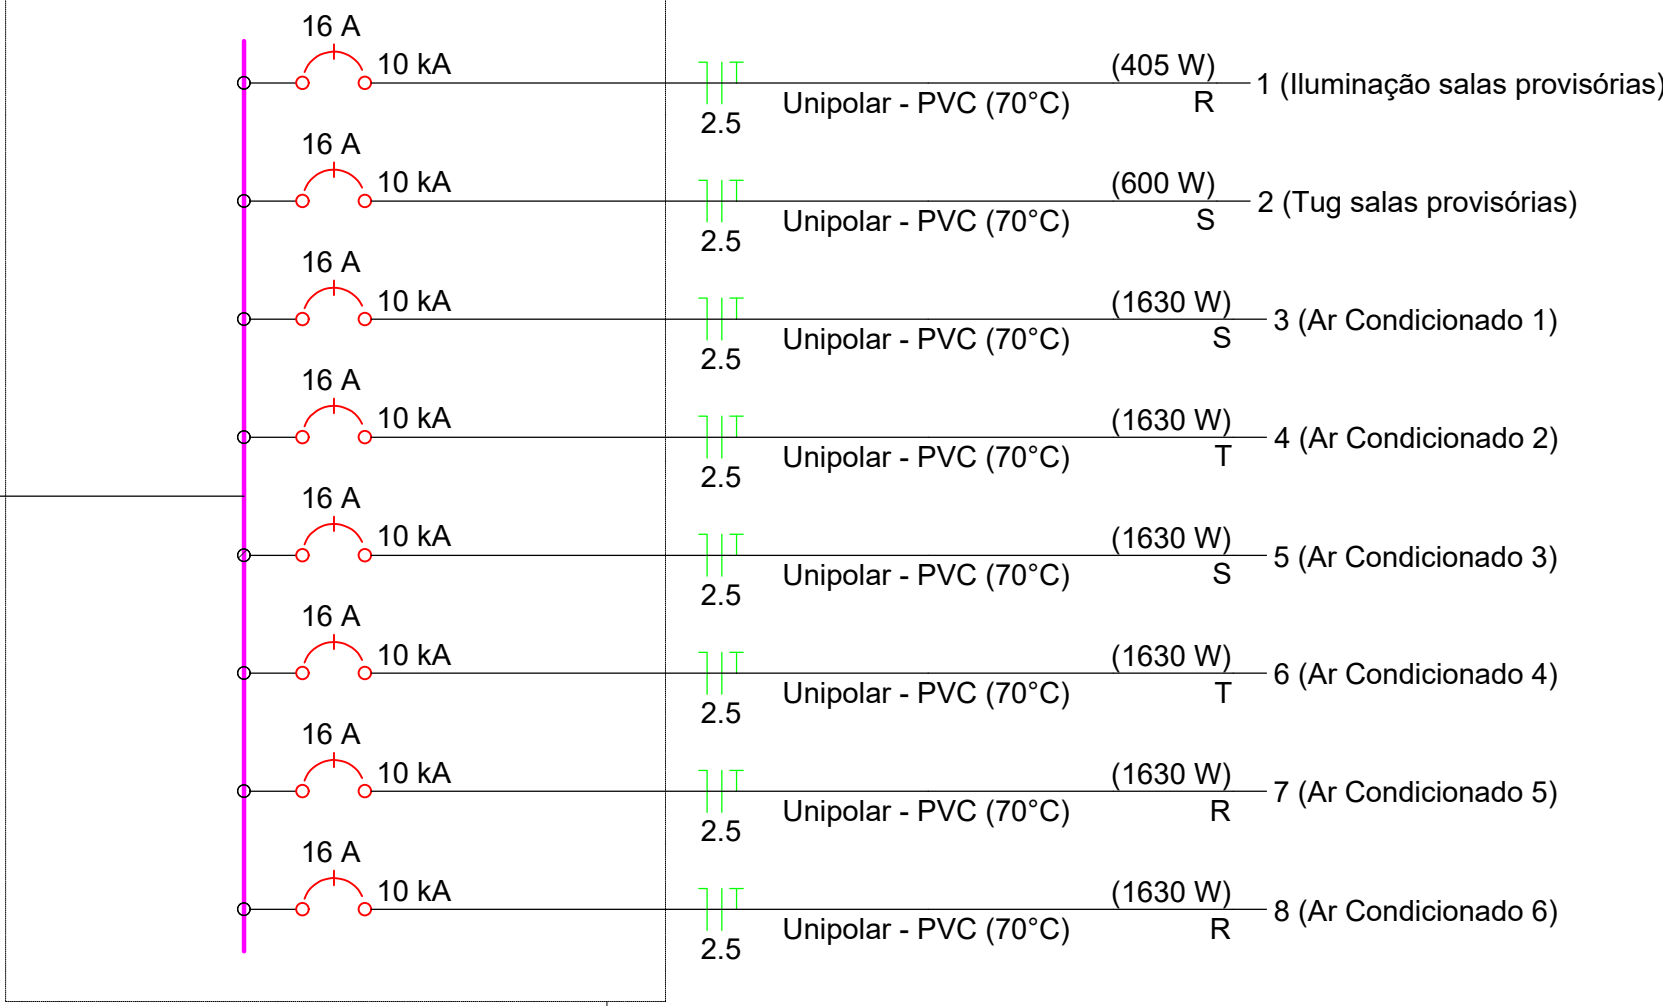 16 A
10 kA
2.5
Unipolar - PVC (70°C)
(405 W)
R
1 (Iluminação salas provisórias)
16 A
10 kA
2.5
Unipolar - PVC (70°C)
(600 W)
S
2 (Tug salas provisórias)
16 A
10 kA
2.5
Unipolar - PVC (70°C)
(1630 W)
S
3 (Ar Condicionado 1)
16 A
10 kA
2.5
Unipolar - PVC (70°C)
(1630 W)
T
4 (Ar Condicionado 2)
16 A
10 kA
2.5
Unipolar - PVC (70°C)
(1630 W)
S
5 (Ar Condicionado 3)
16 A
10 kA
2.5
Unipolar - PVC (70°C)
(1630 W)
T
6 (Ar Condicionado 4)
16 A
10 kA
2.5
Unipolar - PVC (70°C)
(1630 W)
R
7 (Ar Condicionado 5)
16 A
10 kA
2.5
Unipolar - PVC (70°C)
(1630 W)
R
8 (Ar Condicionado 6)